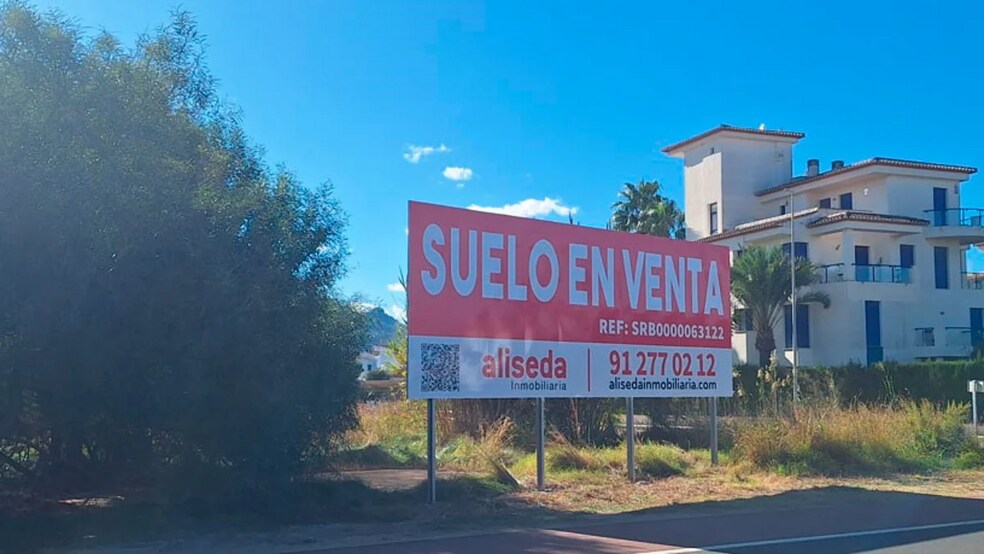 SUELO EN VENTA
REF: SRB0000063122
aliseda
Inmobiliaria
91 277 02 12
alisedainmobiliaria.com